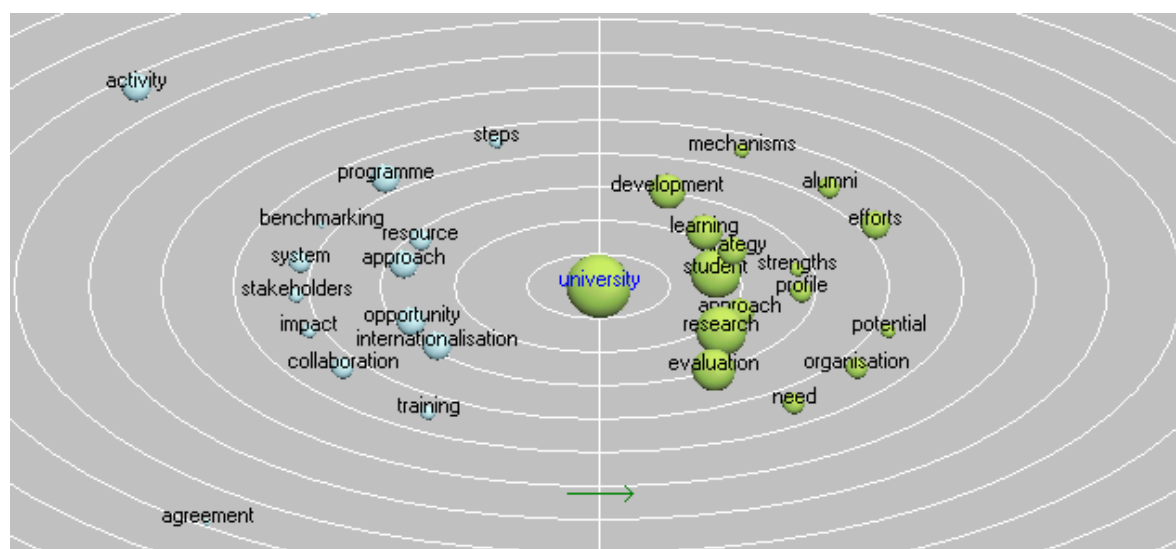 activity
steps
mechanisms
programme
development
alumni
benchmarking
learning
efforts
resource
strategy
system
approach
student
strengths
university
stakeholders
profile
opportunity
approach
impact
internationalisation
research
potential
collaboration
evaluation
organisation
training
need
agreement